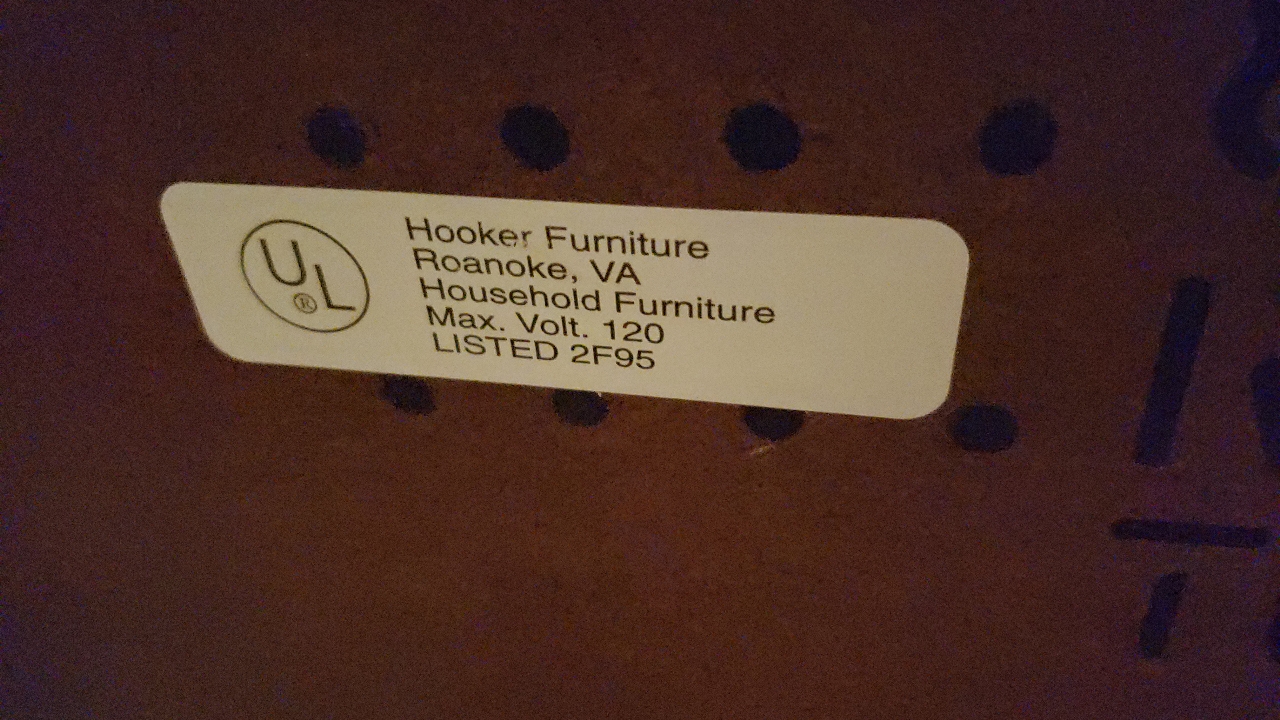 UL®
Hooker Furniture
Roanoke, VA
Household Furniture
Max. Volt. 120
LISTED 2F95